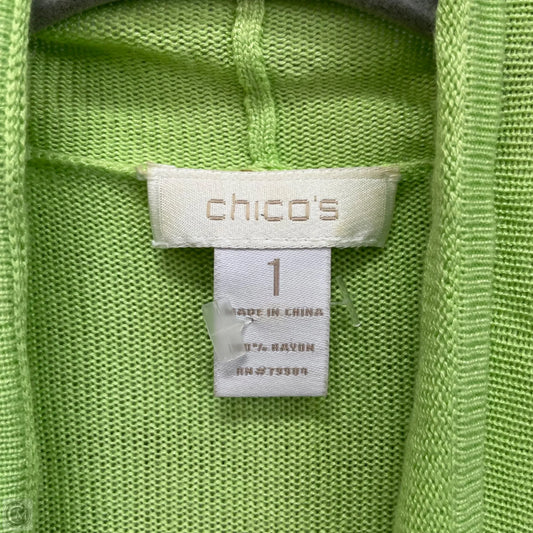 chico's
1
MADE IN CHINA
% RAYON
RN#79984